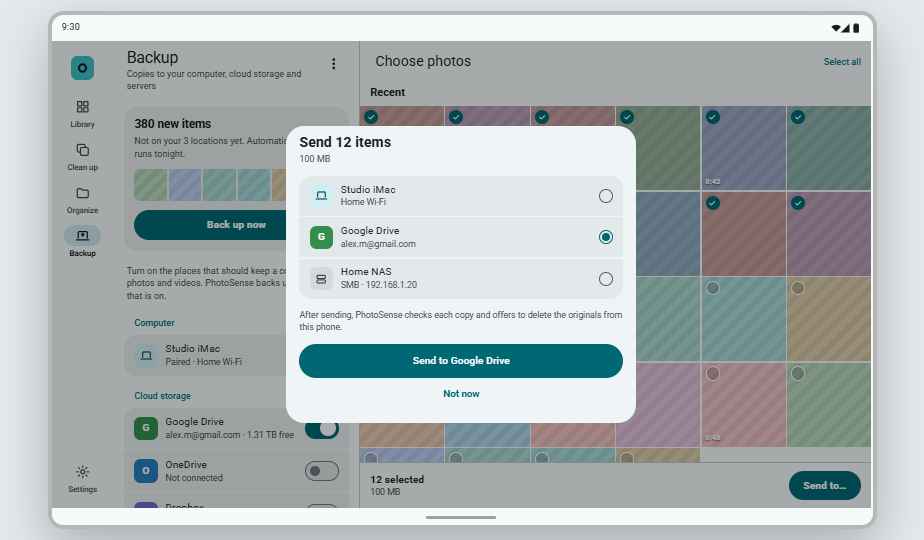 9:30
Library
Clean up
Organize
Backup
Settings
Backup
Copies to your computer, cloud storage and
servers
380 new items
Not on your 3 locations yet.
runs tonight.
Back up now
Turn on the places that should keep a
photos and videos. PhotoSense backs
that is on.
Computer
Studio iMac
Paired · Home Wi-Fi
Cloud storage
G
Google Drive
alex.m@gmail.com · 1.31 TB free
O
OneDrive
Not connected
Dropbox
Choose photos
Select all
Recent
0:42
0:43
12 selected
100 MB
Send to…
Send 12 items
100 MB
Studio iMac
Home Wi-Fi
G
Google Drive
alex.m@gmail.com
Home NAS
SMB · 192.168.1.20
After sending, PhotoSense checks each copy and offers to delete the originals from
this phone.
Send to Google Drive
Not now